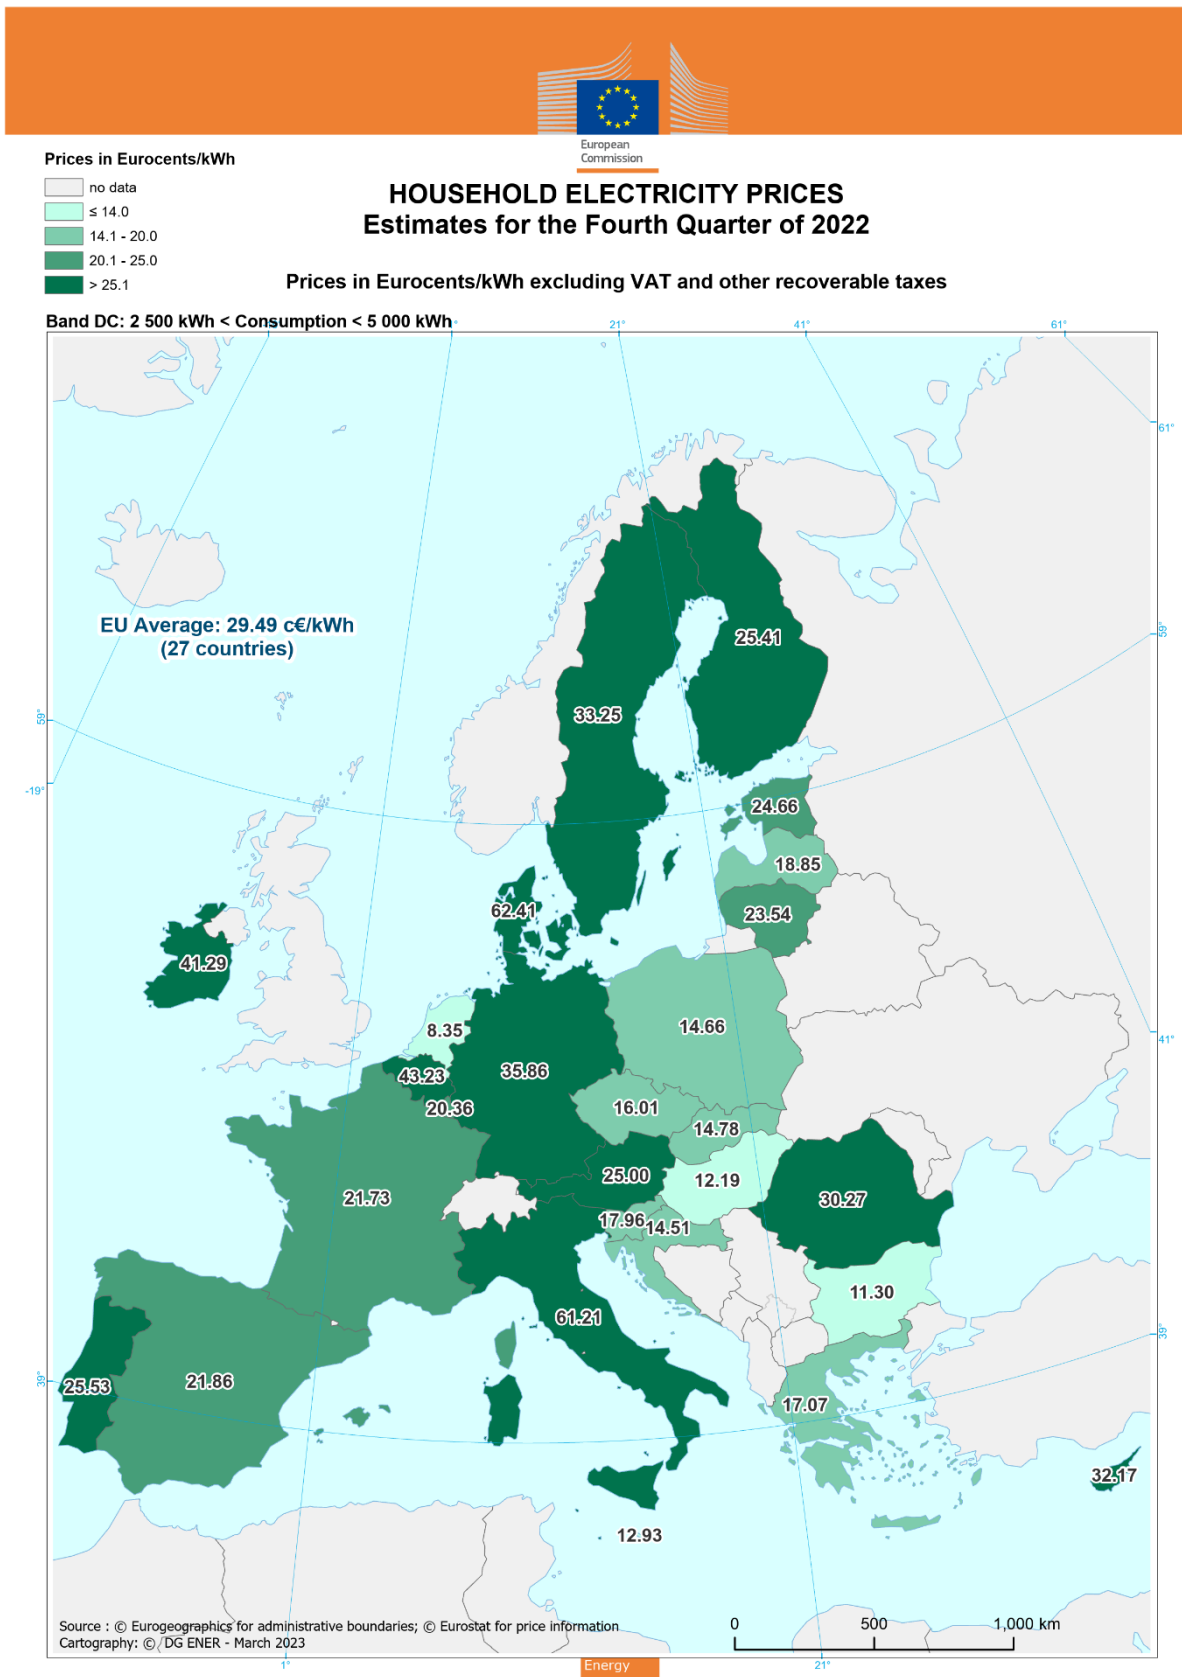 European
Commission
Prices in Eurocents/kWh
no data
≤ 14.0
14.1 - 20.0
20.1 - 25.0
> 25.1
HOUSEHOLD ELECTRICITY PRICES
Estimates for the Fourth Quarter of 2022
Prices in Eurocents/kWh excluding VAT and other recoverable taxes
Band DC: 2 500 kWh < Consumption < 5 000 kWh
21°
41°
61°
61°
EU Average: 29.49 c€/kWh
(27 countries)
25.41
59°
33.25
59°
-19°
24.66
18.85
62.41
23.54
41.29
14.66
8.35
41°
35.86
43.23
20.36
16.01
14.78
25.00
12.19
21.73
30.27
17.96
14.51
11.30
61.21
39°
21.86
25.53
39°
17.07
32.17
12.93
Source : © Eurogeographics for administrative boundaries; © Eurostat for price information
Cartography: © DG ENER - March 2023
0 500 1,000 km
1°
21°
Energy